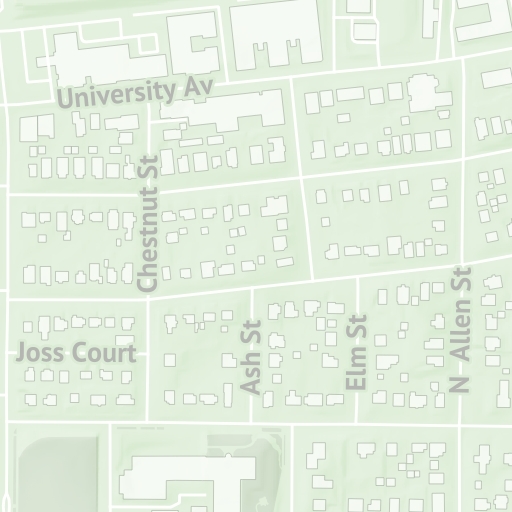 University Av
Chestnut St
Joss Court
Ash St
Elm St
N Allen St